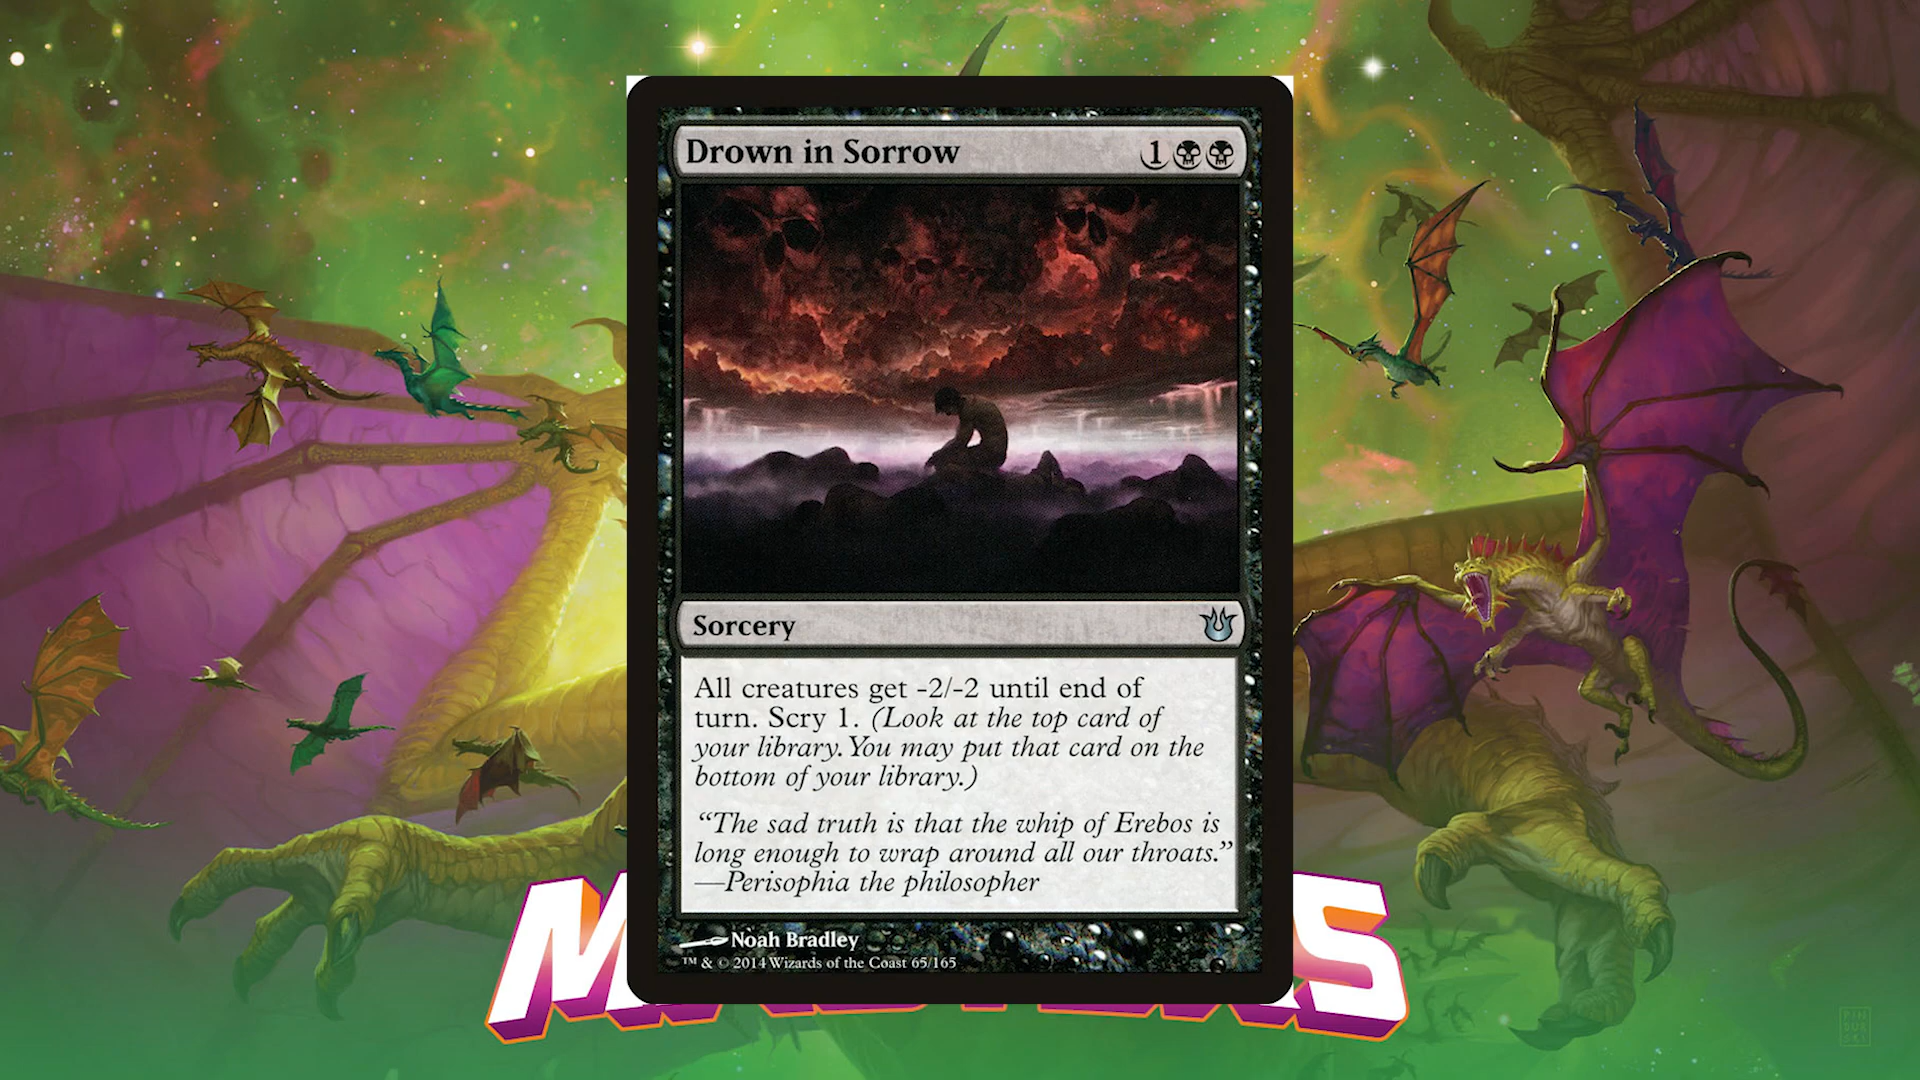 Drown in Sorrow 1
Sorcery
All creatures get -2/-2 until end of
turn. Scry 1. (Look at the top card of
your library. You may put that card on the
bottom of your library.)
“The sad truth is that the whip of Erebos is
long enough to wrap around all our throats.”
—Perisophia the philosopher
Noah Bradley
™ & © 2014 Wizards of the Coast 65/165